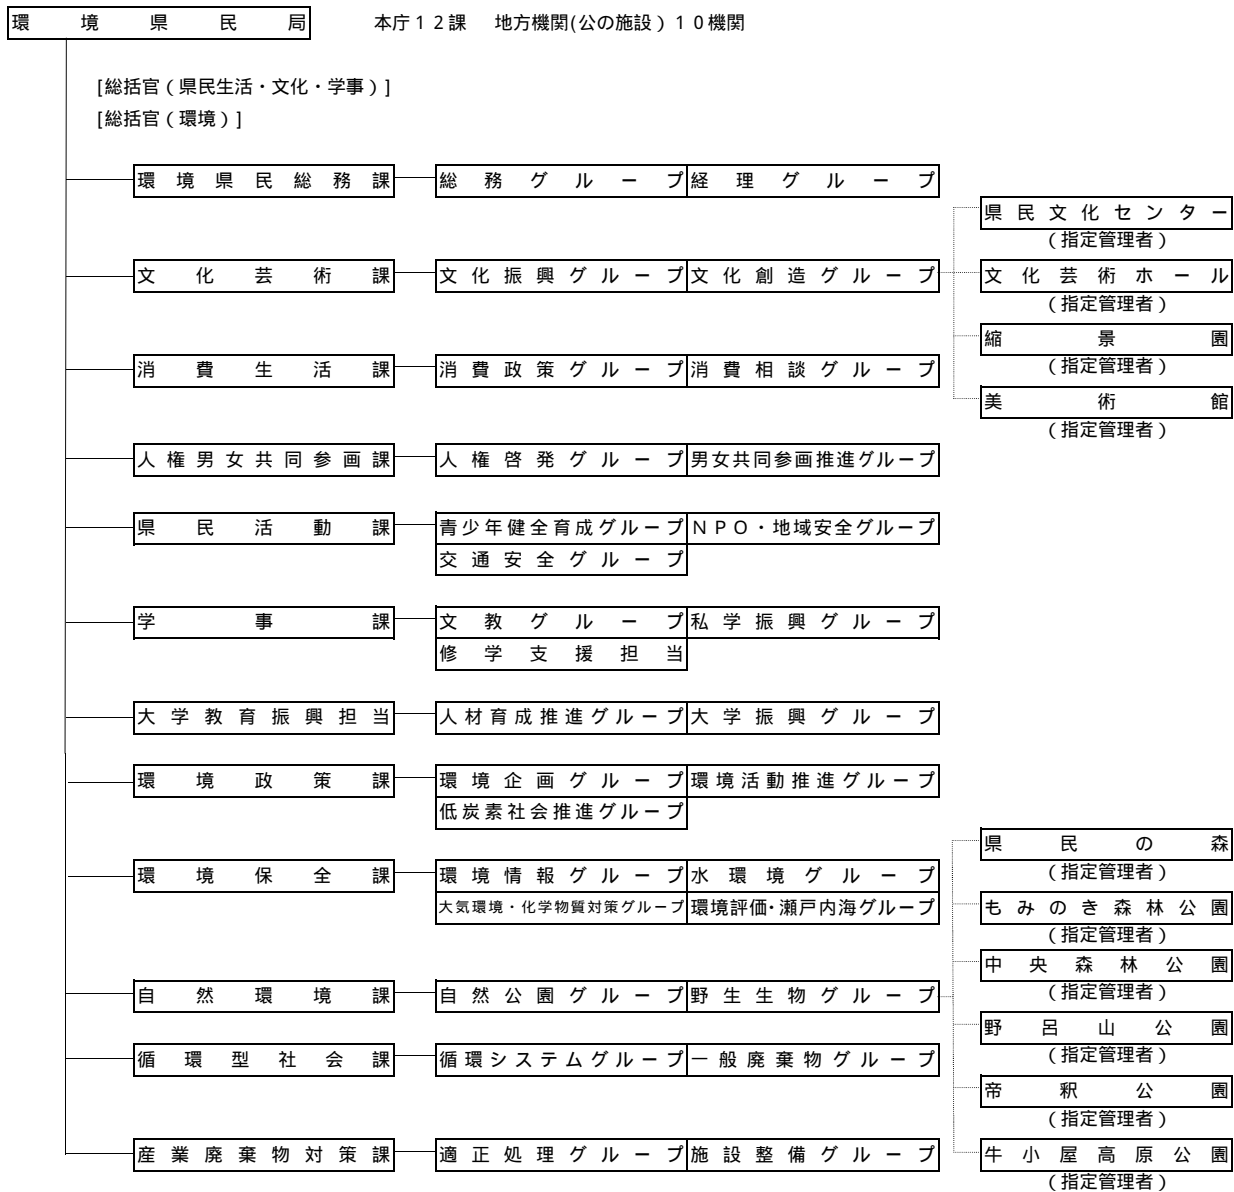 環境県民局 本庁12課 地方機関(公の施設)10機関
[総括官(県民生活・文化・学事)]
[総括官(環境)]
環境県民総務課 総務グループ 経理グループ
県民文化センター
(指定管理者)
文化芸術課 文化振興グループ 文化創造グループ 文化芸術ホール
(指定管理者)
縮景園
(指定管理者)
消費生活課 消費政策グループ 消費相談グループ
美術館
(指定管理者)
人権男女共同参画課 人権啓発グループ 男女共同参画推進グループ
県民活動課 青少年健全育成グループ NPO・地域安全グループ
交通安全グループ
学事課 文教グループ 私学振興グループ
修学支援担当
大学教育振興担当 人材育成推進グループ 大学振興グループ
環境政策課 環境企画グループ 環境活動推進グループ
低炭素社会推進グループ
県民の森
(指定管理者)
環境保全課 環境情報グループ 水環境グループ
大気環境・化学物質対策グループ 環境評価・瀬戸内海グループ
もみのき森林公園
(指定管理者)
中央森林公園
(指定管理者)
自然環境課 自然公園グループ 野生生物グループ
野呂山公園
(指定管理者)
循環型社会課 循環システムグループ 一般廃棄物グループ
帝釈公園
(指定管理者)
産業廃棄物対策課 適正処理グループ 施設整備グループ
牛小屋高原公園
(指定管理者)